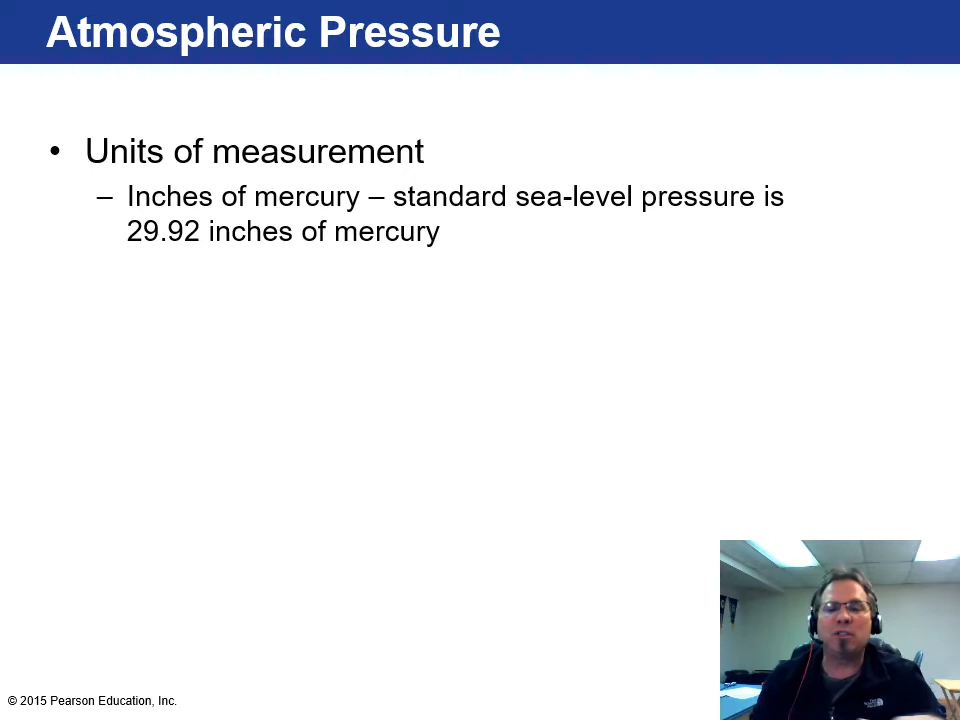 Atmospheric Pressure
• Units of measurement
– Inches of mercury – standard sea-level pressure is
29.92 inches of mercury
© 2015 Pearson Education, Inc.